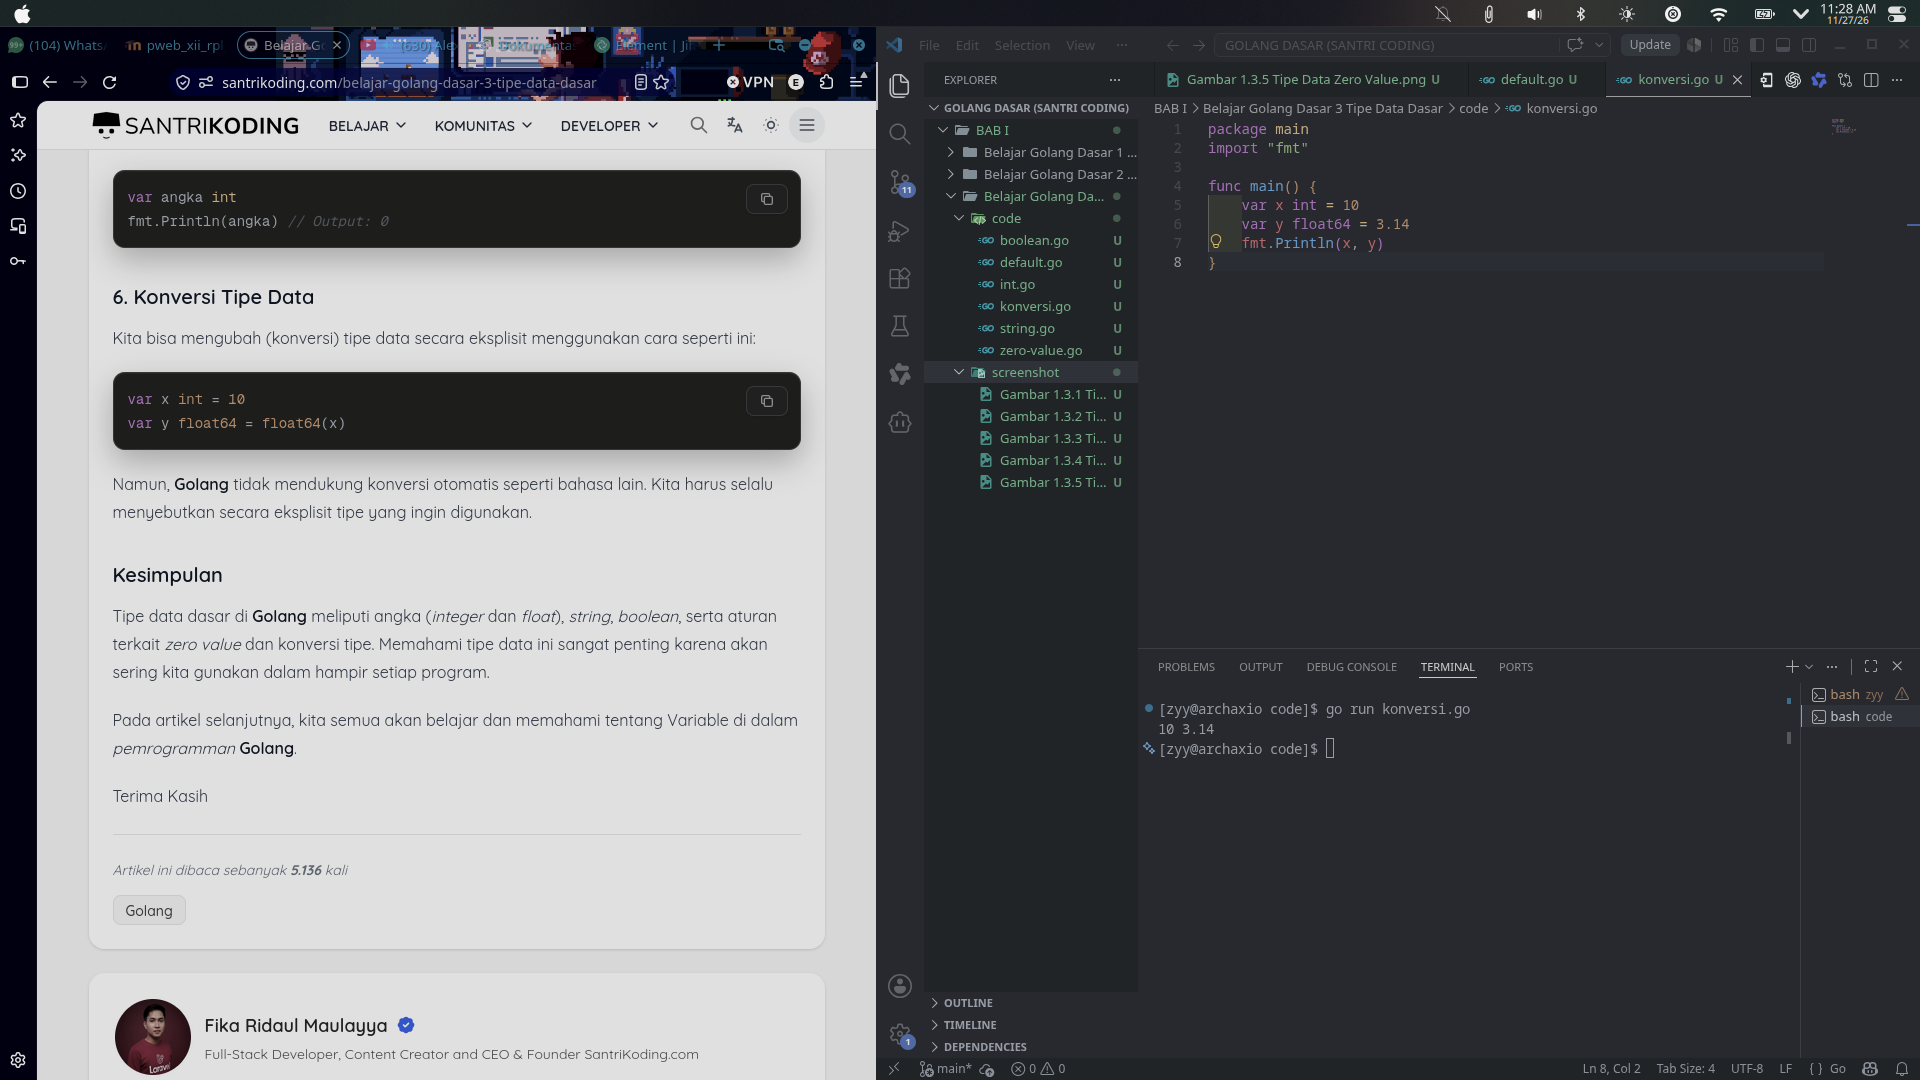 11:28 AM
11/27/26
(104) Whats
pweb_xii_rpl
Belajar Go
Element | Ji
santrikoding.com/belajar-golang-dasar-3-tipe-data-dasar
VPN
E
SANTRIKODING
BELAJAR
KOMUNITAS
DEVELOPER
var angka int
fmt.Println(angka) // Output: 0
6. Konversi Tipe Data
Kita bisa mengubah (konversi) tipe data secara eksplisit menggunakan cara seperti ini:
var x int = 10
var y float64 = float64(x)
Namun, Golang tidak mendukung konversi otomatis seperti bahasa lain. Kita harus selalu
menyebutkan secara eksplisit tipe yang ingin digunakan.
Kesimpulan
Tipe data dasar di Golang meliputi angka (integer dan float), string, boolean, serta aturan
terkait zero value dan konversi tipe. Memahami tipe data ini sangat penting karena akan
sering kita gunakan dalam hampir setiap program.
Pada artikel selanjutnya, kita semua akan belajar dan memahami tentang Variable di dalam
pemrogramman Golang.
Terima Kasih
Artikel ini dibaca sebanyak 5.136 kali
Golang
Fika Ridaul Maulayya
Full-Stack Developer, Content Creator and CEO & Founder SantriKoding.com
File Edit Selection View ···
GOLANG DASAR (SANTRI CODING)
Update
EXPLORER
GOLANG DASAR (SANTRI CODING)
BAB I
Belajar Golang Dasar 1 ...
Belajar Golang Dasar 2 ...
Belajar Golang Da...
code
boolean.go U
default.go U
int.go U
konversi.go U
string.go U
zero-value.go U
screenshot
Gambar 1.3.1 Ti... U
Gambar 1.3.2 Ti... U
Gambar 1.3.3 Ti... U
Gambar 1.3.4 Ti... U
Gambar 1.3.5 Ti... U
OUTLINE
TIMELINE
DEPENDENCIES
11
1
Gambar 1.3.5 Tipe Data Zero Value.png U
default.go U
konversi.go U
BAB I > Belajar Golang Dasar 3 Tipe Data Dasar > code > konversi.go
1 package main
2 import "fmt"
3
4 func main() {
5 var x int = 10
6 var y float64 = 3.14
7 fmt.Println(x, y)
8 }
PROBLEMS OUTPUT DEBUG CONSOLE TERMINAL PORTS
[zyy@archaxio code]$ go run konversi.go
10 3.14
[zyy@archaxio code]$
bash zyy
bash code
main* 0 0
Ln 8, Col 2 Tab Size: 4 UTF-8 LF { } Go